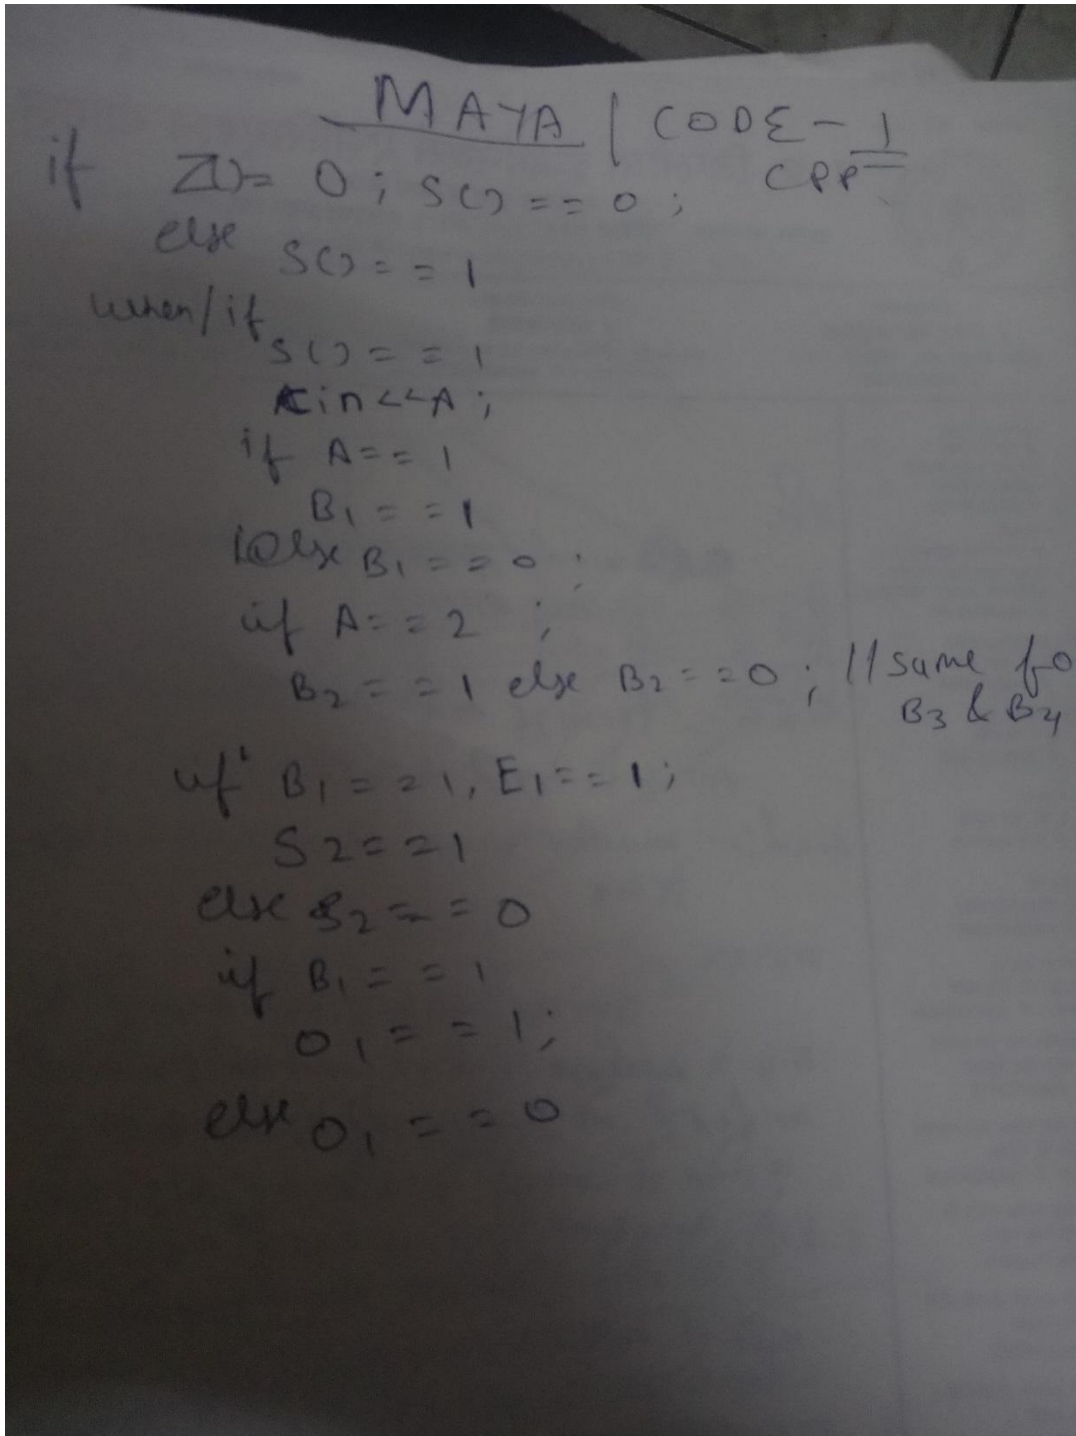 MAYA | CODE-1
CPP
if Z()= 0; S() == 0;
else S() == 1
when/if
S() == 1
cin<<A;
if A == 1
B1 == 1
else B1 == 0;
if A == 2 ;
B2 == 1 else B2 == 0; // same fo
B3 & B4
if B1 == 1, E1 == 1;
S2 == 1
else S2 == 0
if B1 == 1
O1 == 1;
else O1 == 0